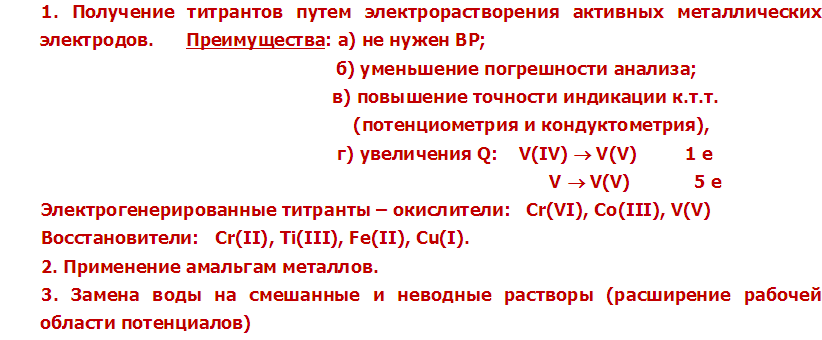 1. Получение титрантов путем электрорастворения активных металлических
электродов. Преимущества: а) не нужен ВР;
б) уменьшение погрешности анализа;
в) повышение точности индикации к.т.т.
(потенциометрия и кондуктометрия),
г) увеличения Q: V(IV) → V(V) 1 е
V → V(V) 5 е
Электрогенерированные титранты – окислители: Cr(VI), Co(III), V(V)
Восстановители: Cr(II), Ti(III), Fe(II), Cu(I).
2. Применение амальгам металлов.
3. Замена воды на смешанные и неводные растворы (расширение рабочей
области потенциалов)